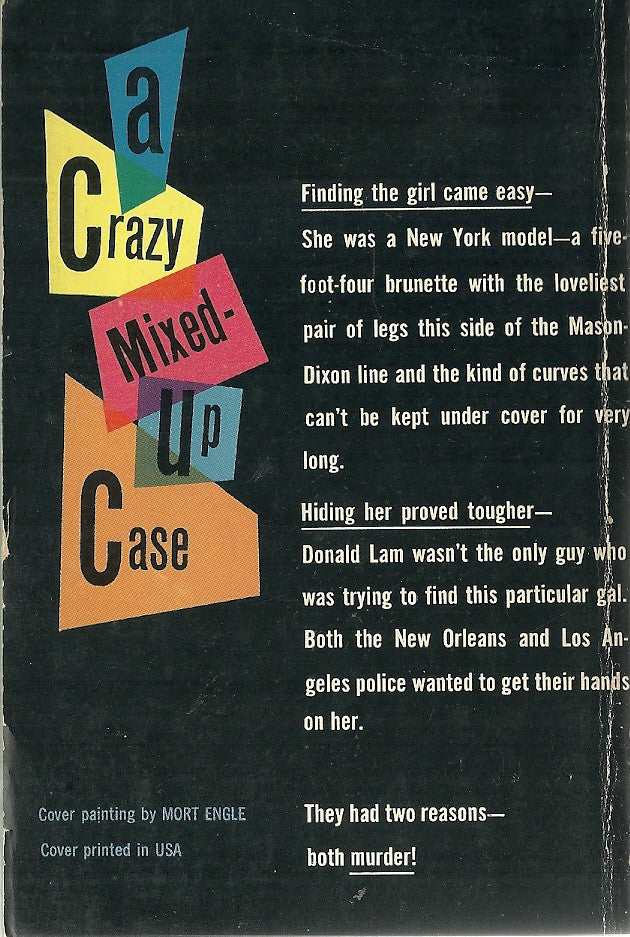 a
Crazy
Mixed-
Up
Case
Finding the girl came easy—
She was a New York model—a five-
foot-four brunette with the loveliest
pair of legs this side of the Mason-
Dixon line and the kind of curves that
can't be kept under cover for very
long.
Hiding her proved tougher—
Donald Lam wasn't the only guy who
was trying to find this particular gal.
Both the New Orleans and Los An-
geles police wanted to get their hands
on her.
They had two reasons—
both murder!
Cover painting by MORT ENGLE
Cover printed in USA